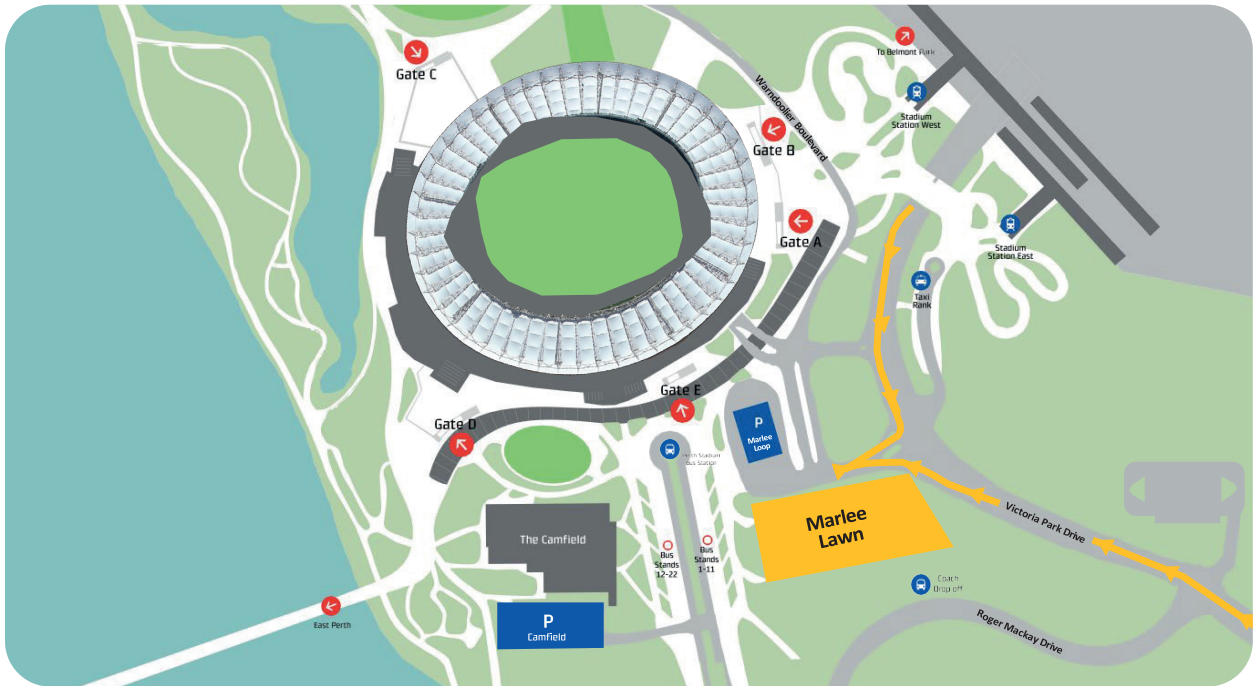 Gate C
To Belmont Park
Warndoolier Boulevard
Stadium
Station West
Gate B
Gate A
Stadium
Station East
Taxi
Rank
Gate E
Gate D
P
Marlee
Loop
Perth Stadium
Bus Station
Marlee
Lawn
Victoria Park Drive
The Camfield
Bus
Stands
12-22
Bus
Stands
1-11
Coach
Drop off
P
Camfield
East Perth
Roger Mackay Drive